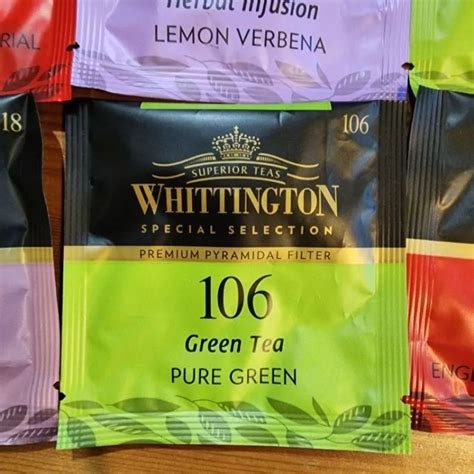 Herbal Infusion
LEMON VERBENA
RIAL
18
106
SUPERIOR TEAS
WHITTINGTON
SPECIAL SELECTION
PREMIUM PYRAMIDAL FILTER
106
Green Tea
PURE GREEN
ENG